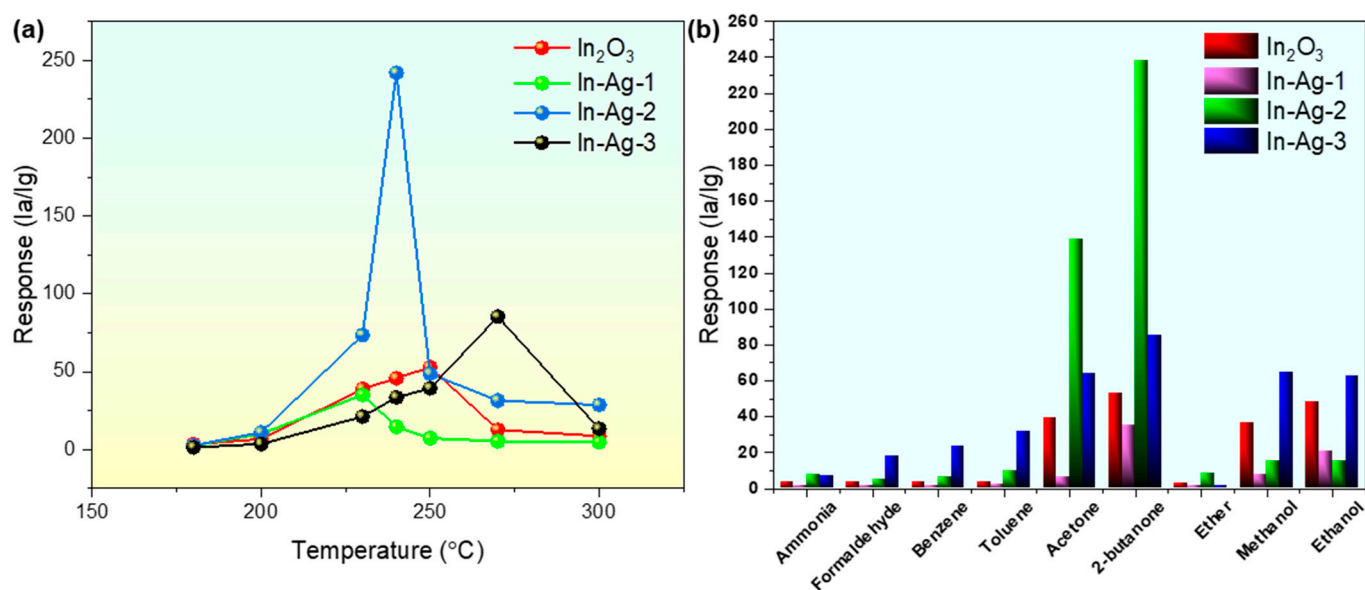 (a)
250
200
150
100
50
0
Response (Ia/Ig)
150
200
250
300
Temperature (°C)
In₂O₃
In-Ag-1
In-Ag-2
In-Ag-3
(b)
260
240
220
200
180
160
140
120
100
80
60
40
20
0
Response (Ia/Ig)
In₂O₃
In-Ag-1
In-Ag-2
In-Ag-3
Ammonia
Formaldehyde
Benzene
Toluene
Acetone
2-butanone
Ether
Methanol
Ethanol